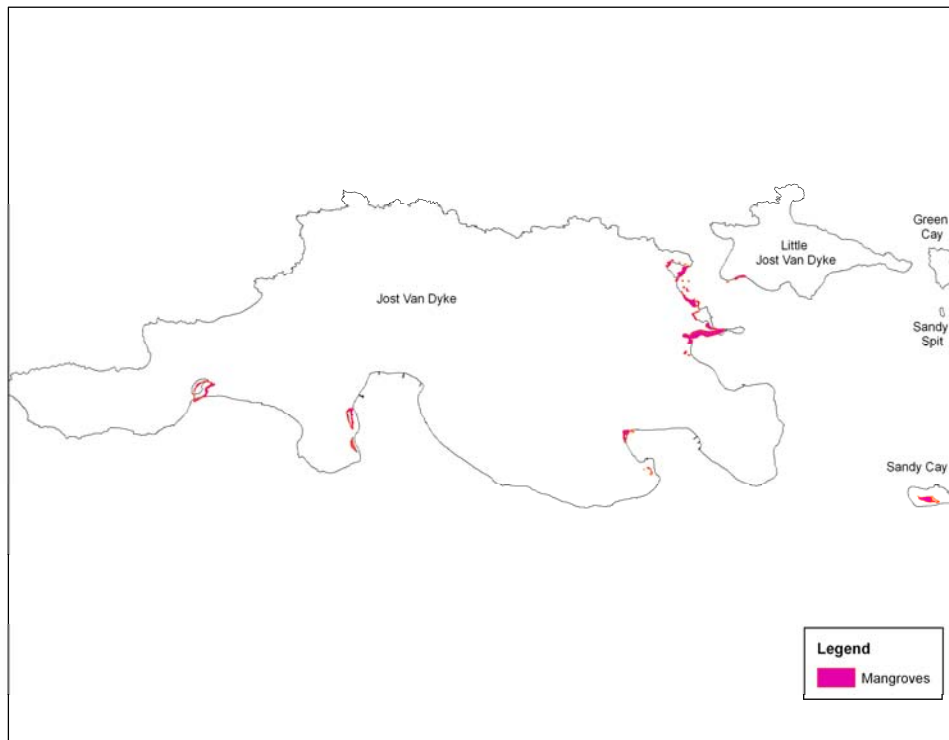 Green
Cay
Little
Jost Van Dyke
Jost Van Dyke
Sandy
Spit
Sandy Cay
Legend
Mangroves